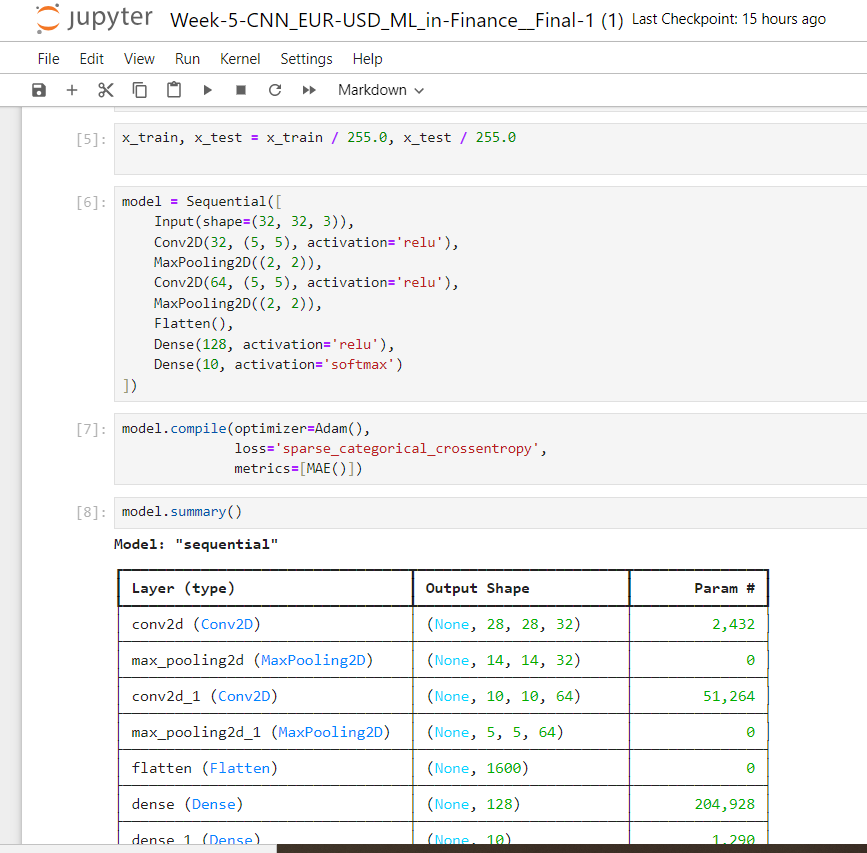 jupyter Week-5-CNN_EUR-USD_ML_in-Finance__Final-1 (1) Last Checkpoint: 15 hours ago
File Edit View Run Kernel Settings Help
Markdown
[5]: x_train, x_test = x_train / 255.0, x_test / 255.0
[6]: model = Sequential([
Input(shape=(32, 32, 3)),
Conv2D(32, (5, 5), activation='relu'),
MaxPooling2D((2, 2)),
Conv2D(64, (5, 5), activation='relu'),
MaxPooling2D((2, 2)),
Flatten(),
Dense(128, activation='relu'),
Dense(10, activation='softmax')
])
[7]: model.compile(optimizer=Adam(),
loss='sparse_categorical_crossentropy',
metrics=[MAE()])
[8]: model.summary()
Model: "sequential"
Layer (type) Output Shape Param #
conv2d (Conv2D) (None, 28, 28, 32) 2,432
max_pooling2d (MaxPooling2D) (None, 14, 14, 32) 0
conv2d_1 (Conv2D) (None, 10, 10, 64) 51,264
max_pooling2d_1 (MaxPooling2D) (None, 5, 5, 64) 0
flatten (Flatten) (None, 1600) 0
dense (Dense) (None, 128) 204,928
dense_1 (Dense) (None, 10) 1,290